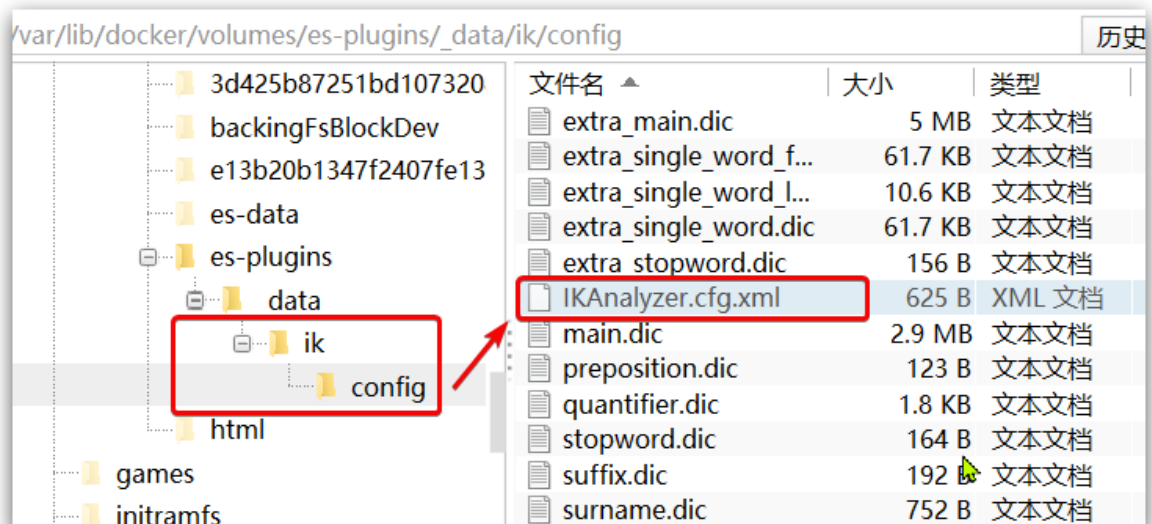 /var/lib/docker/volumes/es-plugins/_data/ik/config
历史
3d425b87251bd107320
backingFsBlockDev
e13b20b1347f2407fe13
es-data
es-plugins
_data
ik
config
html
games
initramfs
文件名 大小 类型
extra_main.dic 5 MB 文本文档
extra_single_word_f... 61.7 KB 文本文档
extra_single_word_l... 10.6 KB 文本文档
extra_single_word.dic 61.7 KB 文本文档
extra_stopword.dic 156 B 文本文档
IKAnalyzer.cfg.xml 625 B XML 文档
main.dic 2.9 MB 文本文档
preposition.dic 123 B 文本文档
quantifier.dic 1.8 KB 文本文档
stopword.dic 164 B 文本文档
suffix.dic 192 B 文本文档
surname.dic 752 B 文本文档